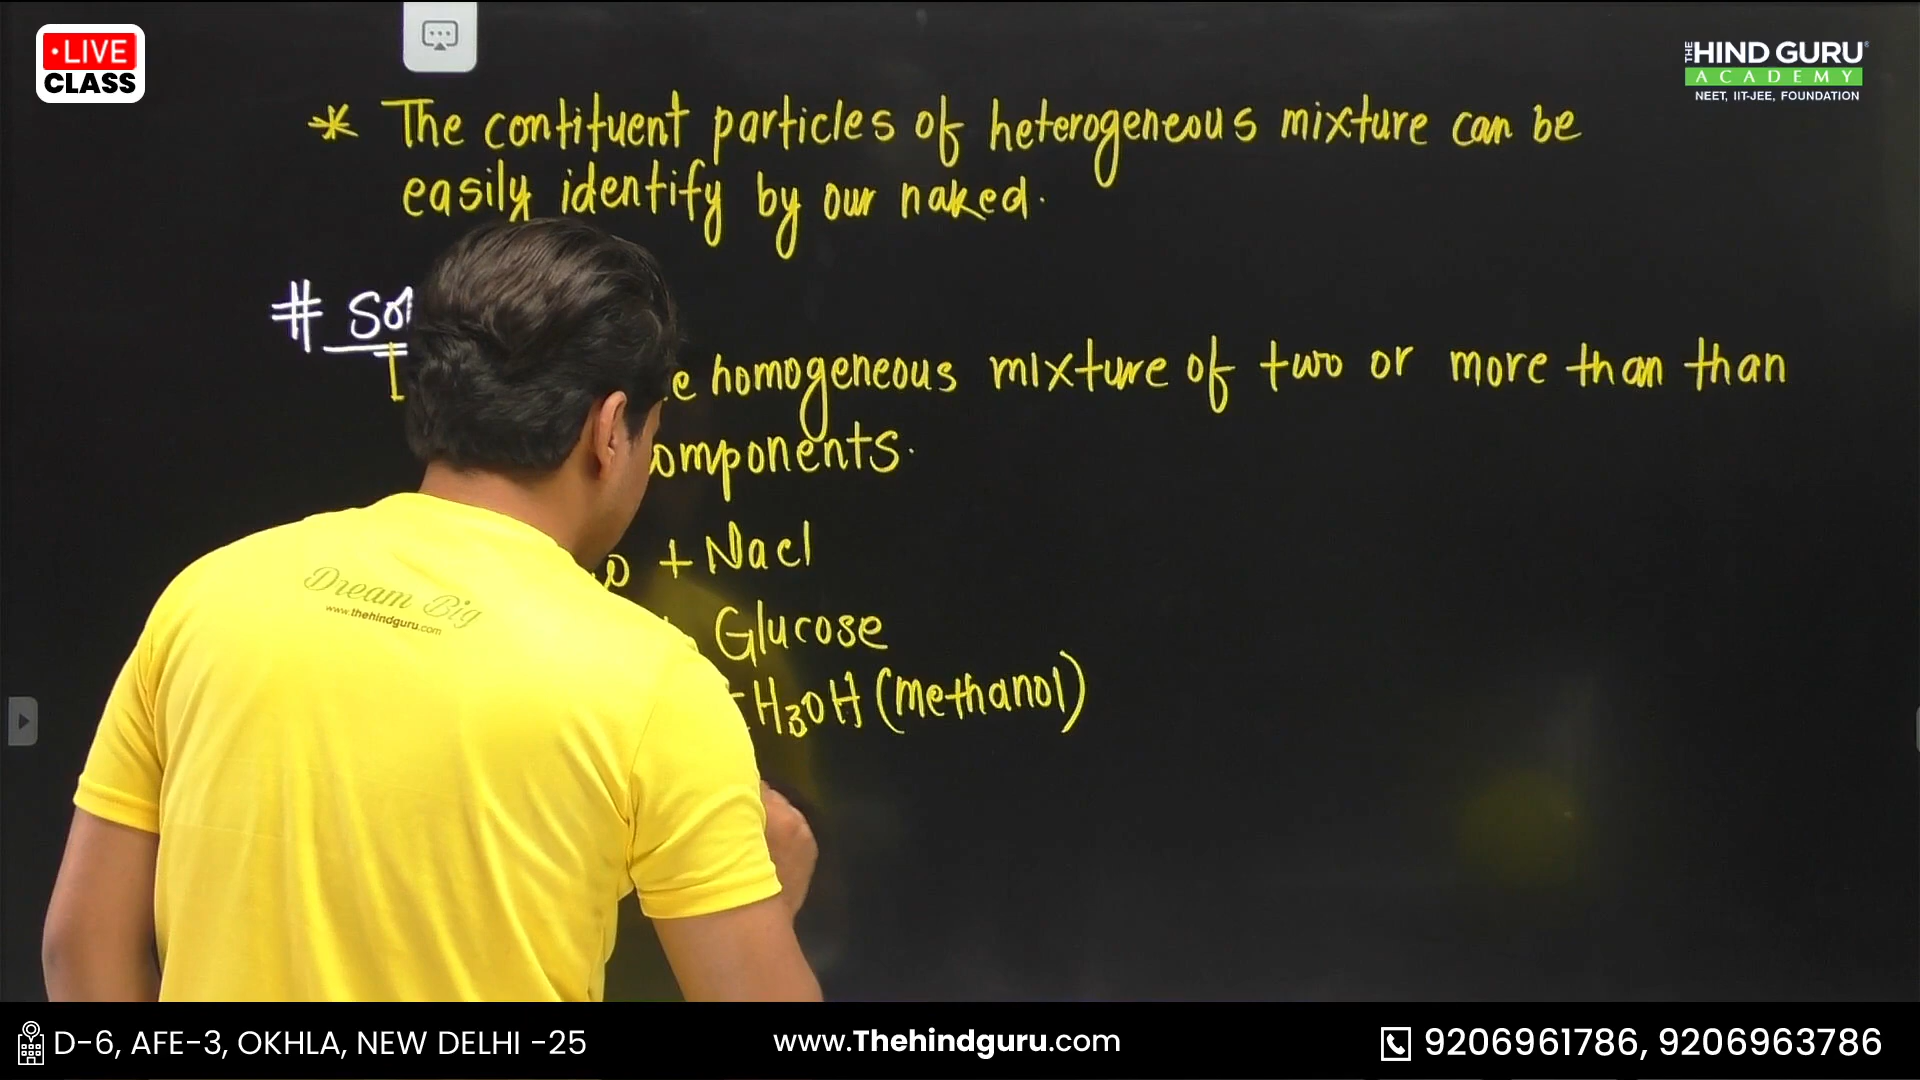 LIVE
CLASS
THE HIND GURU
ACADEMY
NEET, IIT-JEE, FOUNDATION
* The contituent particles of heterogeneous mixture can be
easily identify by our naked.
#
homogeneous mixture of two or more than than
omponents.
+ Nacl
Glucose
H3OH (methanol)
Dream Big
www.thehindguru.com
D-6, AFE-3, OKHLA, NEW DELHI -25
www.Thehindguru.com
9206961786, 9206963786